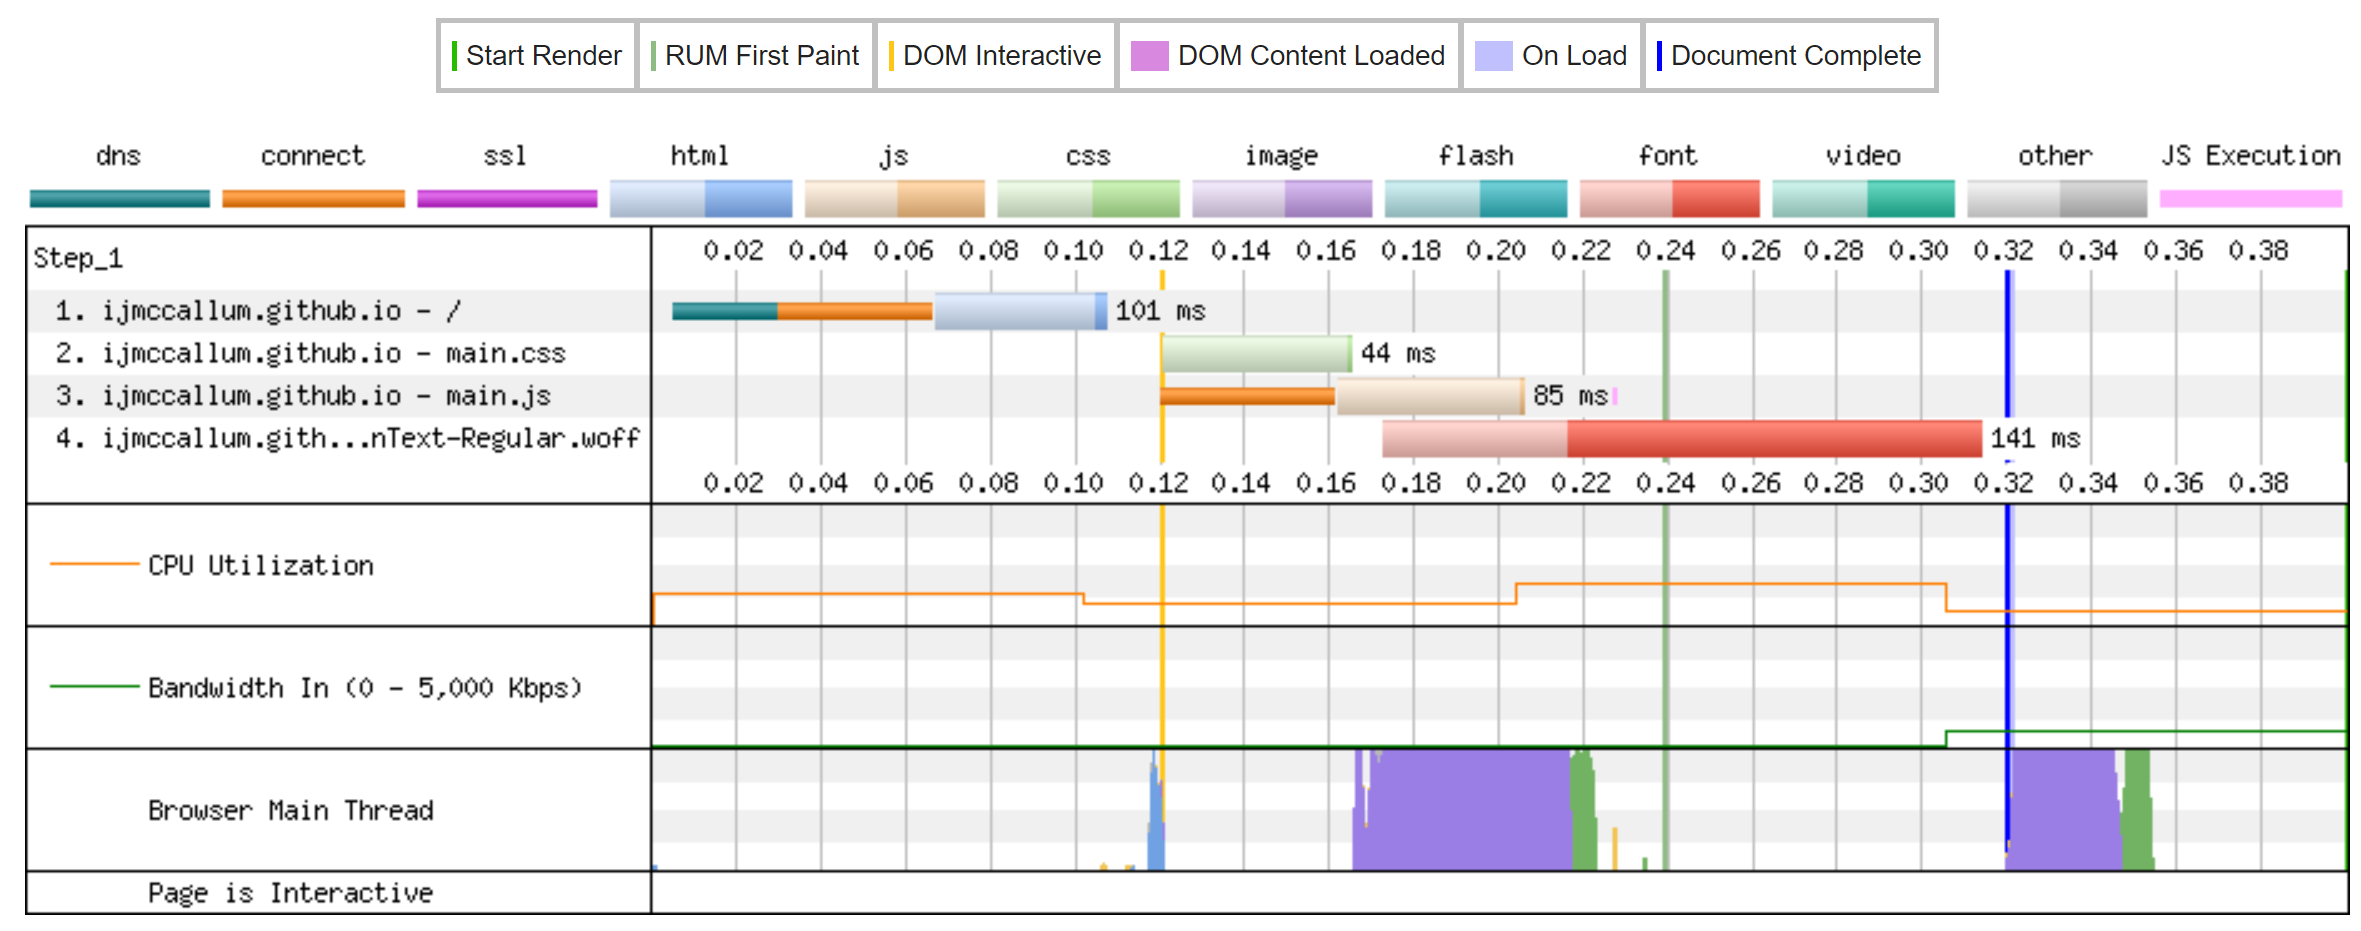 Start Render RUM First Paint DOM Interactive DOM Content Loaded On Load Document Complete
dns connect ssl html js css image flash font video other JS Execution
Step_1 0.02 0.04 0.06 0.08 0.10 0.12 0.14 0.16 0.18 0.20 0.22 0.24 0.26 0.28 0.30 0.32 0.34 0.36 0.38
1. ijmccallum.github.io - / 101 ms
2. ijmccallum.github.io - main.css 44 ms
3. ijmccallum.github.io - main.js 85 ms
4. ijmccallum.gith...nText-Regular.woff 141 ms
0.02 0.04 0.06 0.08 0.10 0.12 0.14 0.16 0.18 0.20 0.22 0.24 0.26 0.28 0.30 0.32 0.34 0.36 0.38
CPU Utilization
Bandwidth In (0 - 5,000 Kbps)
Browser Main Thread
Page is Interactive